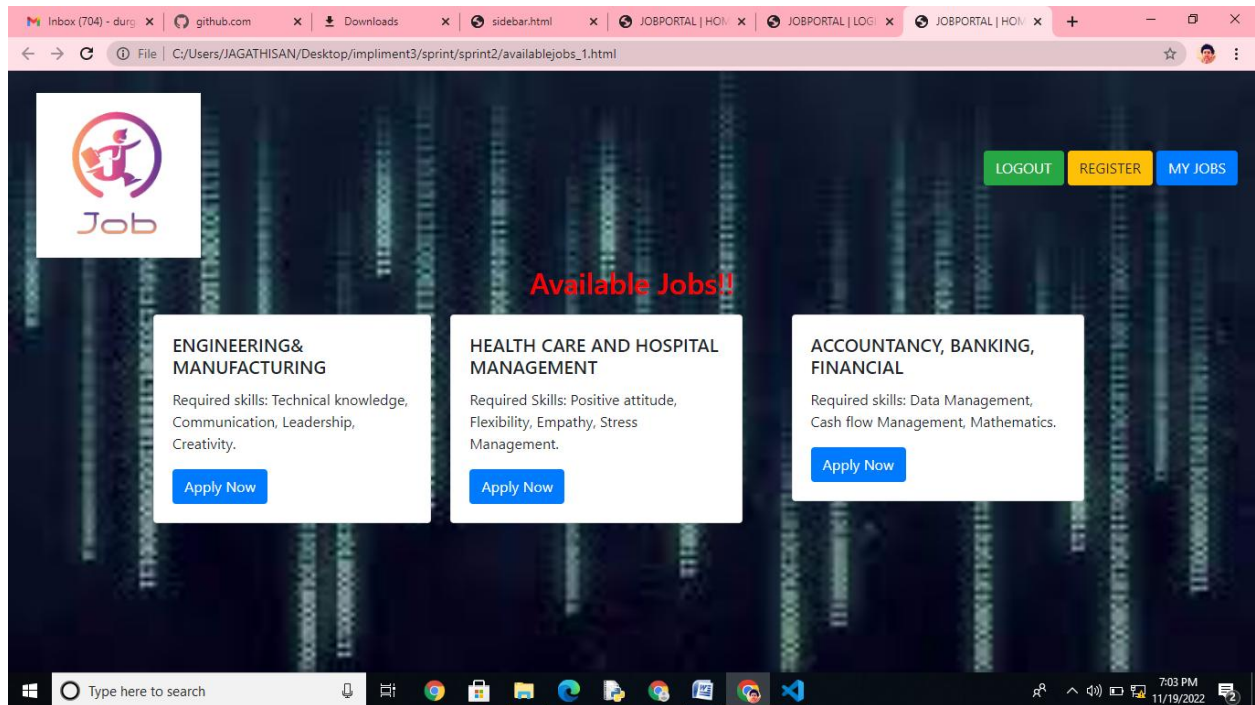 Inbox (704) - durg
github.com
Downloads
sidebar.html
JOBPORTAL | HOM
JOBPORTAL | LOGI
JOBPORTAL | HOM
File | C:/Users/JAGATHISAN/Desktop/impliment3/sprint/sprint2/availablejobs_1.html
Job
LOGOUT
REGISTER
MY JOBS
Available Jobs!!
ENGINEERING&
MANUFACTURING
Required skills: Technical knowledge,
Communication, Leadership,
Creativity.
Apply Now
HEALTH CARE AND HOSPITAL
MANAGEMENT
Required Skills: Positive attitude,
Flexibility, Empathy, Stress
Management.
Apply Now
ACCOUNTANCY, BANKING,
FINANCIAL
Required skills: Data Management,
Cash flow Management, Mathematics.
Apply Now
Type here to search
7:03 PM
11/19/2022
2